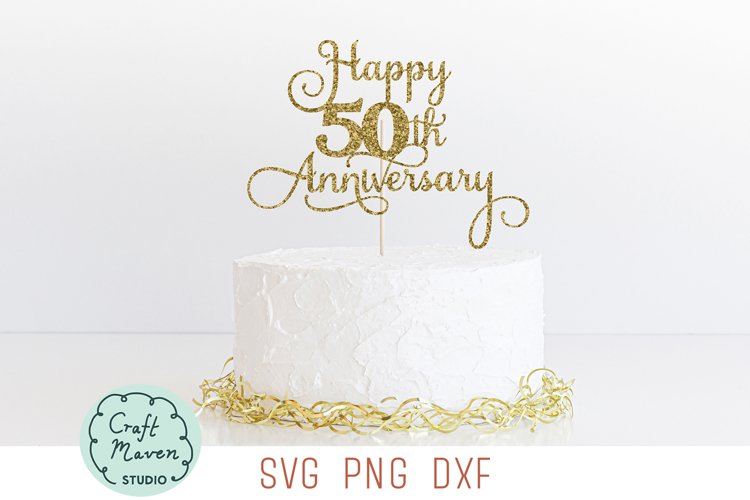 Happy
50th
Anniversary
Craft
Maven
STUDIO
SVG PNG DXF